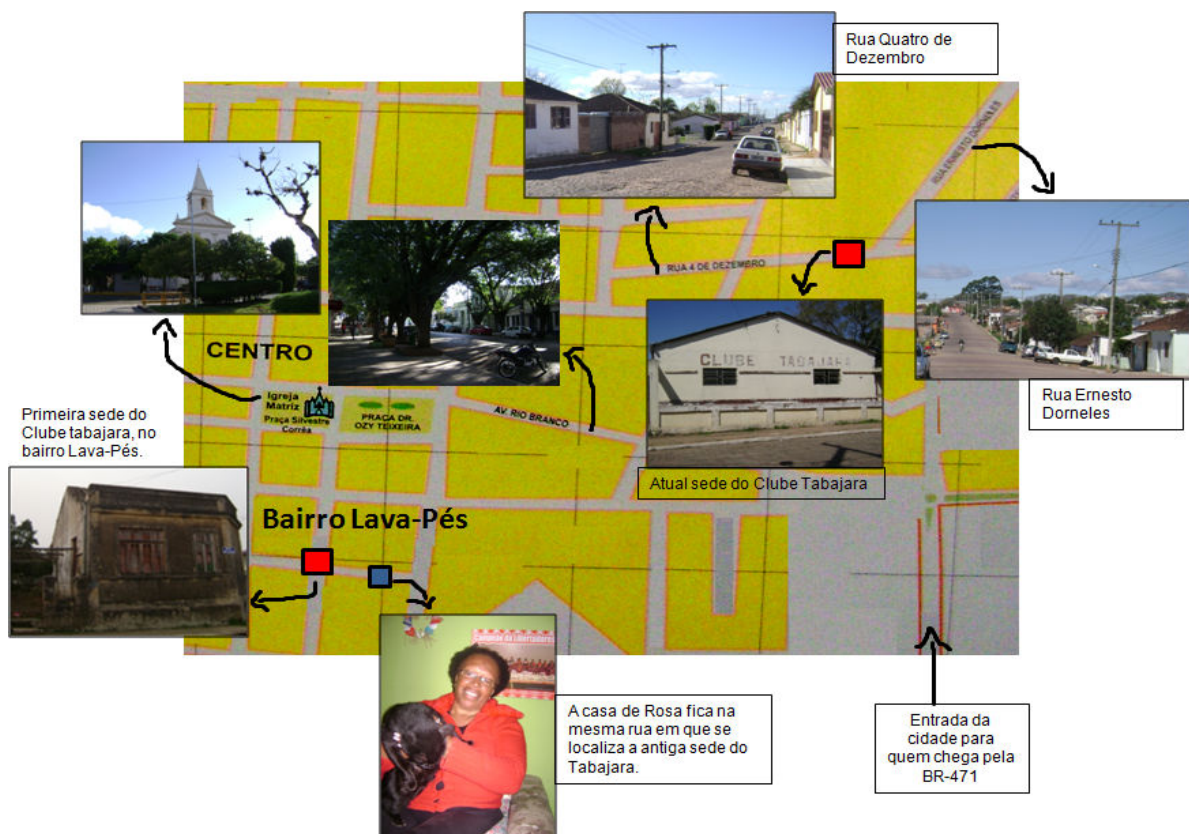 Rua Quatro de
Dezembro
RUA ERNESTO DORNELES
RUA 4 DE DEZEMBRO
CLUBE TABAJARA
CENTRO
Igreja
Matriz
Praça Silvestre
Corrêa
PRAÇA DR.
OZY TEIXEIRA
AV. RIO BRANCO
Rua Ernesto
Dorneles
Primeira sede do
Clube tabajara, no
bairro Lava-Pés.
Atual sede do Clube Tabajara
Bairro Lava-Pés
Campeão da Libertadores
A casa de Rosa fica na
mesma rua em que se
localiza a antiga sede do
Tabajara.
Entrada da
cidade para
quem chega pela
BR-471